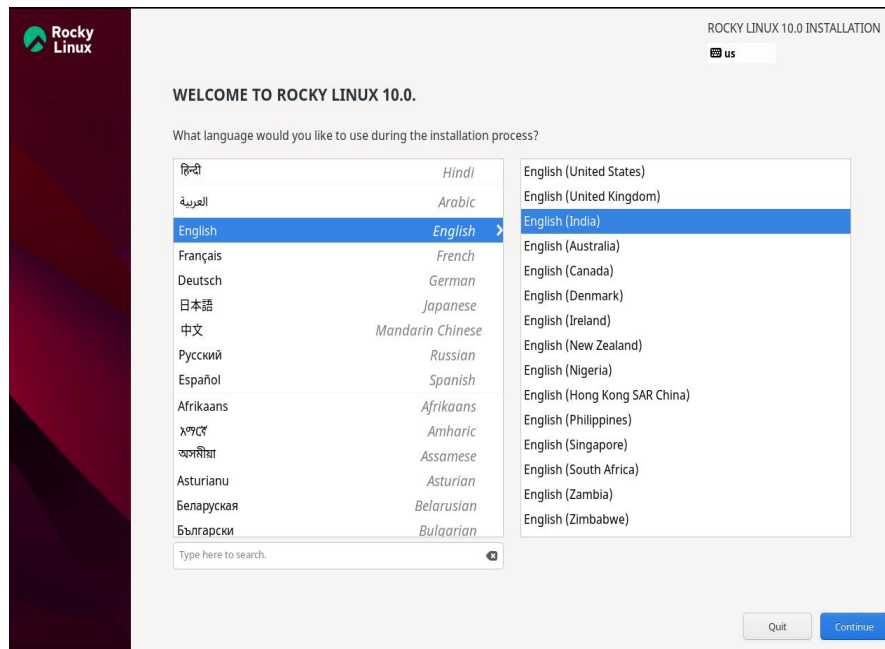 Rocky
Linux
ROCKY LINUX 10.0 INSTALLATION
us
WELCOME TO ROCKY LINUX 10.0.
What language would you like to use during the installation process?
हिन्दी Hindi
العربية Arabic
English English
Français French
Deutsch German
日本語 Japanese
中文 Mandarin Chinese
Русский Russian
Español Spanish
Afrikaans Afrikaans
አማርኛ Amharic
অসমীয়া Assamese
Asturianu Asturian
Беларуская Belarusian
Български Bulgarian
Type here to search.
English (United States)
English (United Kingdom)
English (India)
English (Australia)
English (Canada)
English (Denmark)
English (Ireland)
English (New Zealand)
English (Nigeria)
English (Hong Kong SAR China)
English (Philippines)
English (Singapore)
English (South Africa)
English (Zambia)
English (Zimbabwe)
Quit
Continue